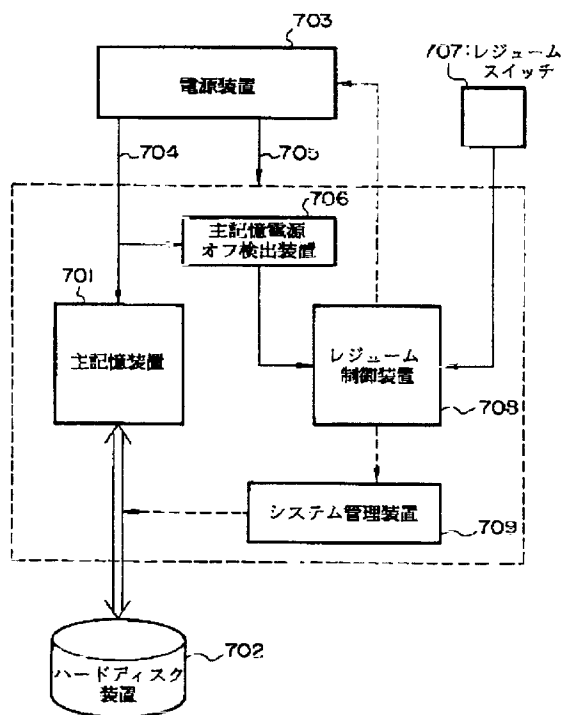 703
707:レジューム
スイッチ
電源装置
704
705
706
主記憶電源
オフ検出装置
701
主記憶装置
レジューム
制御装置
708
システム管理装置
709
702
ハードディスク
装置